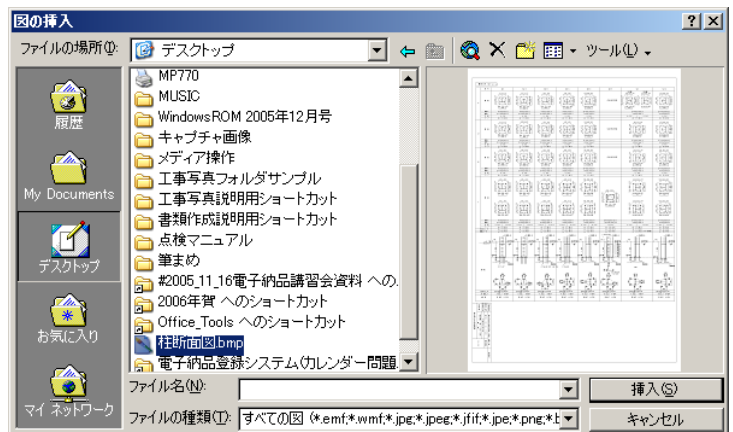 図の挿入
ファイルの場所(I):
デスクトップ
ツール(L)
履歴
My Documents
デスクトップ
お気に入り
マイ ネットワーク
MP770
MUSIC
WindowsROM 2005年12月号
キャプチャ画像
メディア操作
工事写真フォルダサンプル
工事写真説明用ショートカット
書類作成説明用ショートカット
点検マニュアル
筆まめ
#2005_11_16電子納品講習会資料 への
2006年賀 へのショートカット
Office_Tools へのショートカット
柱断面図.bmp
電子納品登録システム(カレンダー問題
ファイル名(N):
挿入(S)
ファイルの種類(T):
すべての図 (*.emf;*.wmf;*.jpg;*.jpeg;*.jfif;*.jpe;*.png;*.b
キャンセル